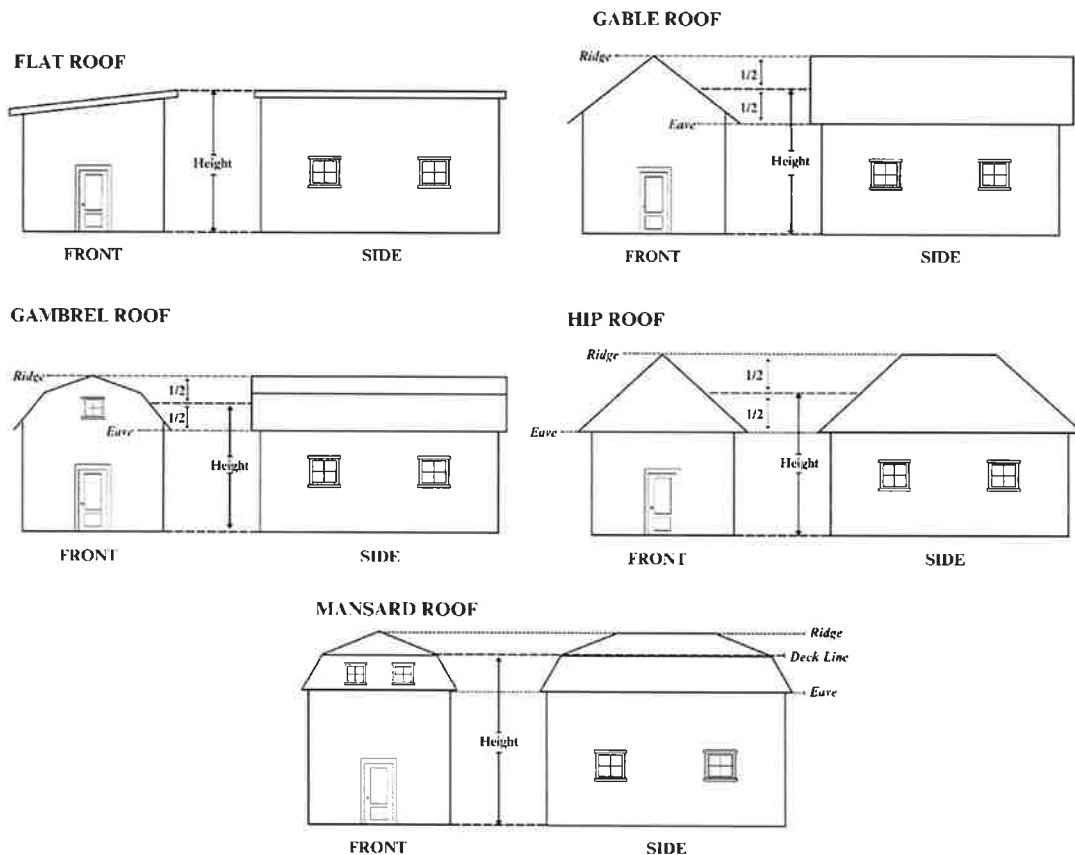 GABLE ROOF
FLAT ROOF
Ridge
1/2
1/2
Eave
Height
Height
FRONT
SIDE
FRONT
SIDE
GAMBREL ROOF
HIP ROOF
Ridge
1/2
1/2
Eave
Height
Ridge
1/2
1/2
Eave
Height
FRONT
SIDE
FRONT
SIDE
MANSARD ROOF
Ridge
Deck Line
Eave
Height
FRONT
SIDE